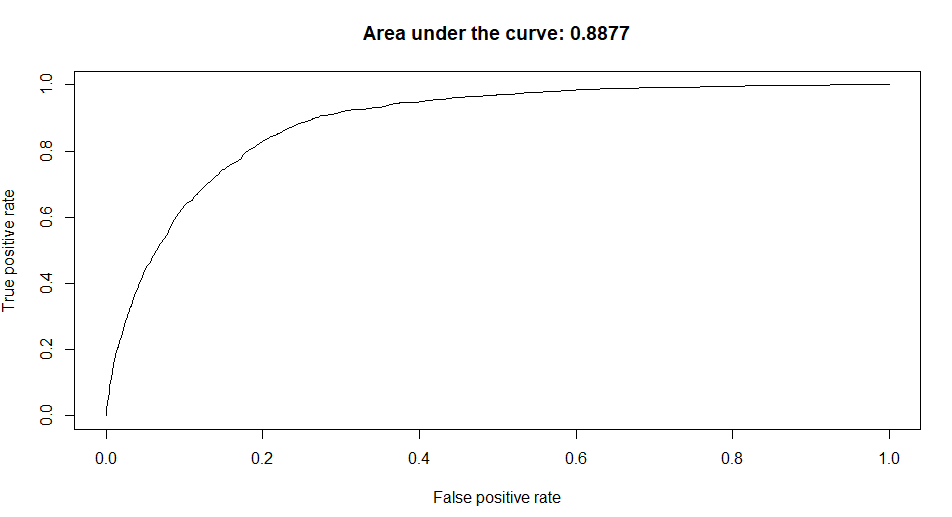 Area under the curve: 0.8877
True positive rate
1.0
0.8
0.6
0.4
0.2
0.0
0.0 0.2 0.4 0.6 0.8 1.0
False positive rate